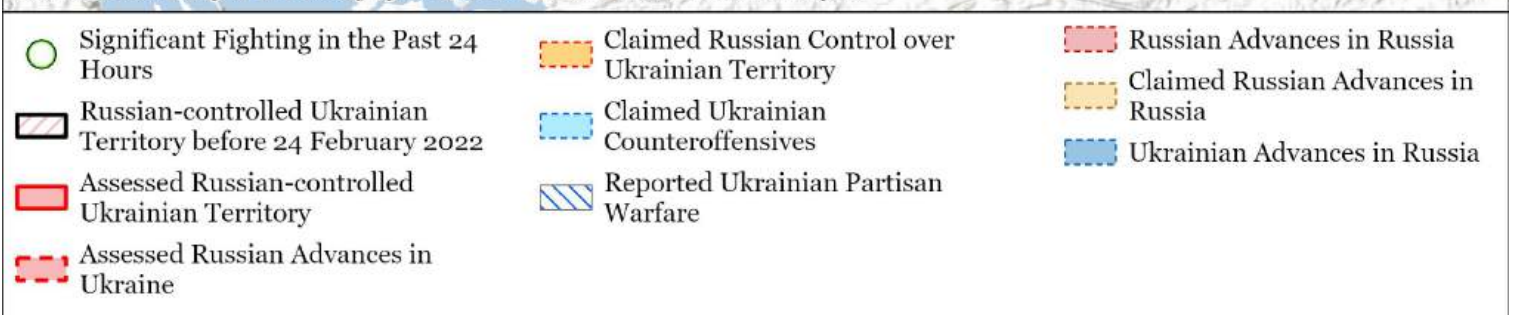 Significant Fighting in the Past 24
Hours
Russian-controlled Ukrainian
Territory before 24 February 2022
Assessed Russian-controlled
Ukrainian Territory
Assessed Russian Advances in
Ukraine
Claimed Russian Control over
Ukrainian Territory
Claimed Ukrainian
Counteroffensives
Reported Ukrainian Partisan
Warfare
Russian Advances in Russia
Claimed Russian Advances in
Russia
Ukrainian Advances in Russia